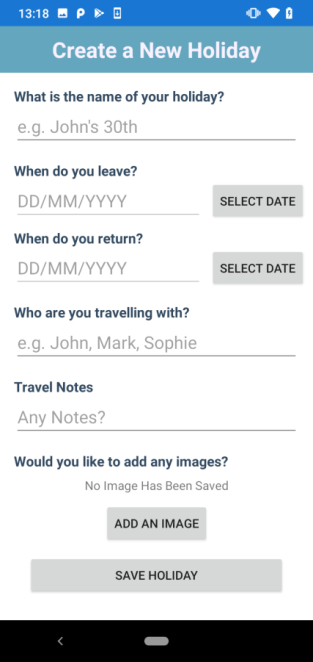 13:18
Create a New Holiday
What is the name of your holiday?
e.g. John's 30th
When do you leave?
DD/MM/YYYY SELECT DATE
When do you return?
DD/MM/YYYY SELECT DATE
Who are you travelling with?
e.g. John, Mark, Sophie
Travel Notes
Any Notes?
Would you like to add any images?
No Image Has Been Saved
ADD AN IMAGE
SAVE HOLIDAY